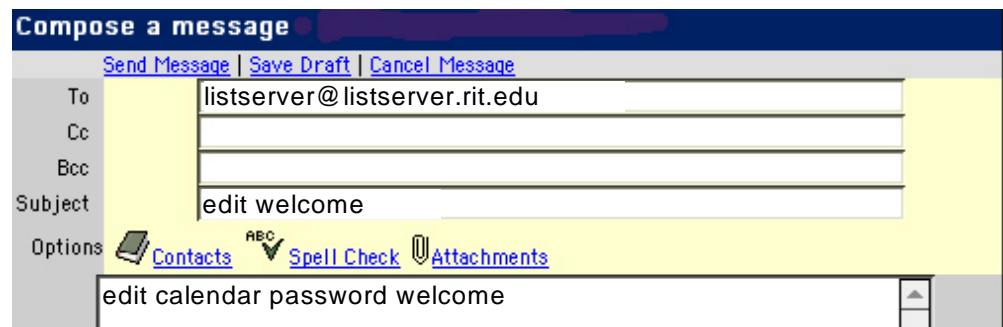 Compose a message
Send Message | Save Draft | Cancel Message
To listserver@listserver.rit.edu
Cc
Bcc
Subject edit welcome
Options Contacts ABC Spell Check Attachments
edit calendar password welcome